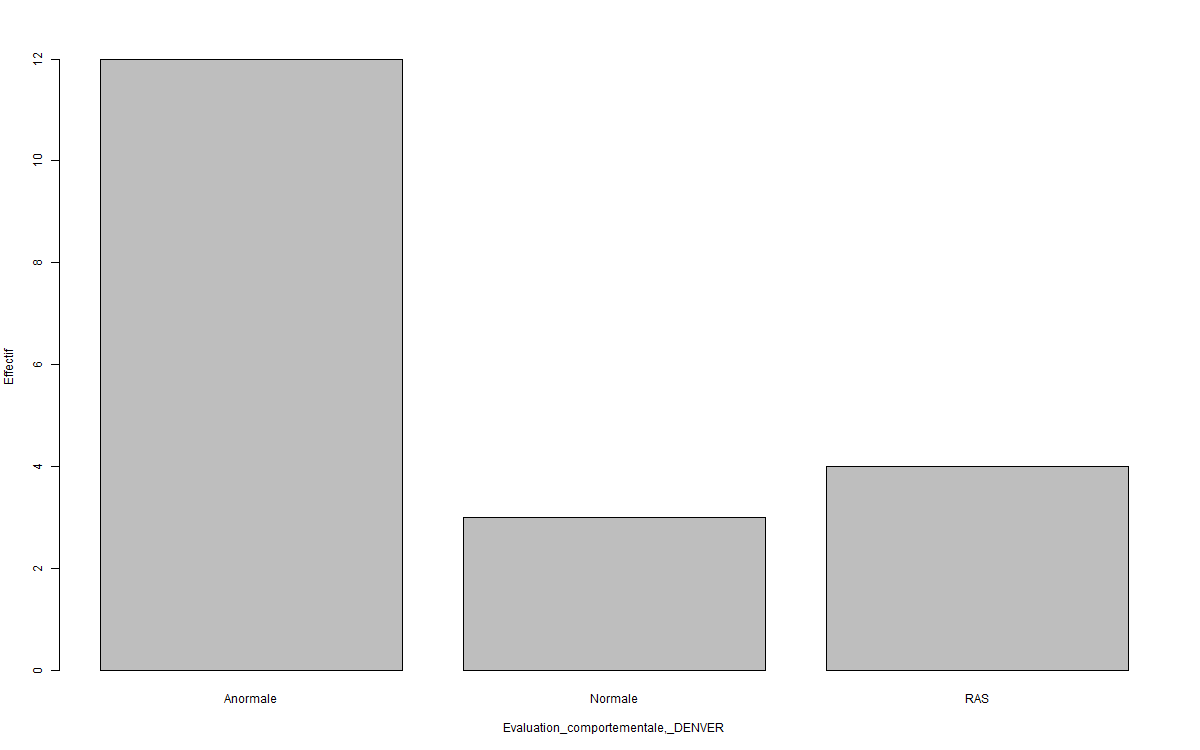 Effectif
12
10
8
6
4
2
0
Anormale Normale RAS
Evaluation_comportementale,_DENVER